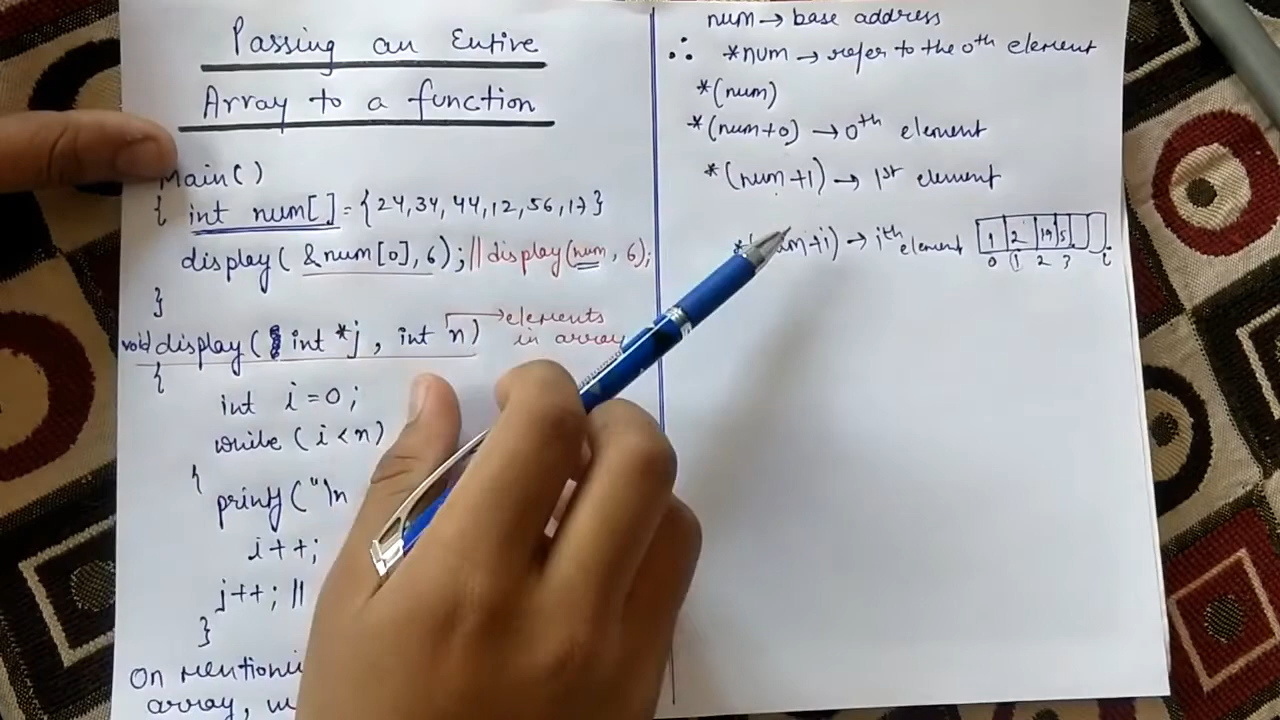 Passing an Entire
Array to a function
Main()
{ int num[] = {24,34,44,12,56,17}
display( &num[0], 6); // display(num, 6);
}
void display( int *j, int n) → elements
in array
{
int i = 0;
while (i < n)
{
printf("\n
i++;
j++; //
}
On mentioni
array, w
num → base address
∴ *num → refer to the 0th element
*(num)
*(num+0) → 0th element
*(num+1) → 1st element
+i) → ith element
1 2 19 5
0 1 2 3 i